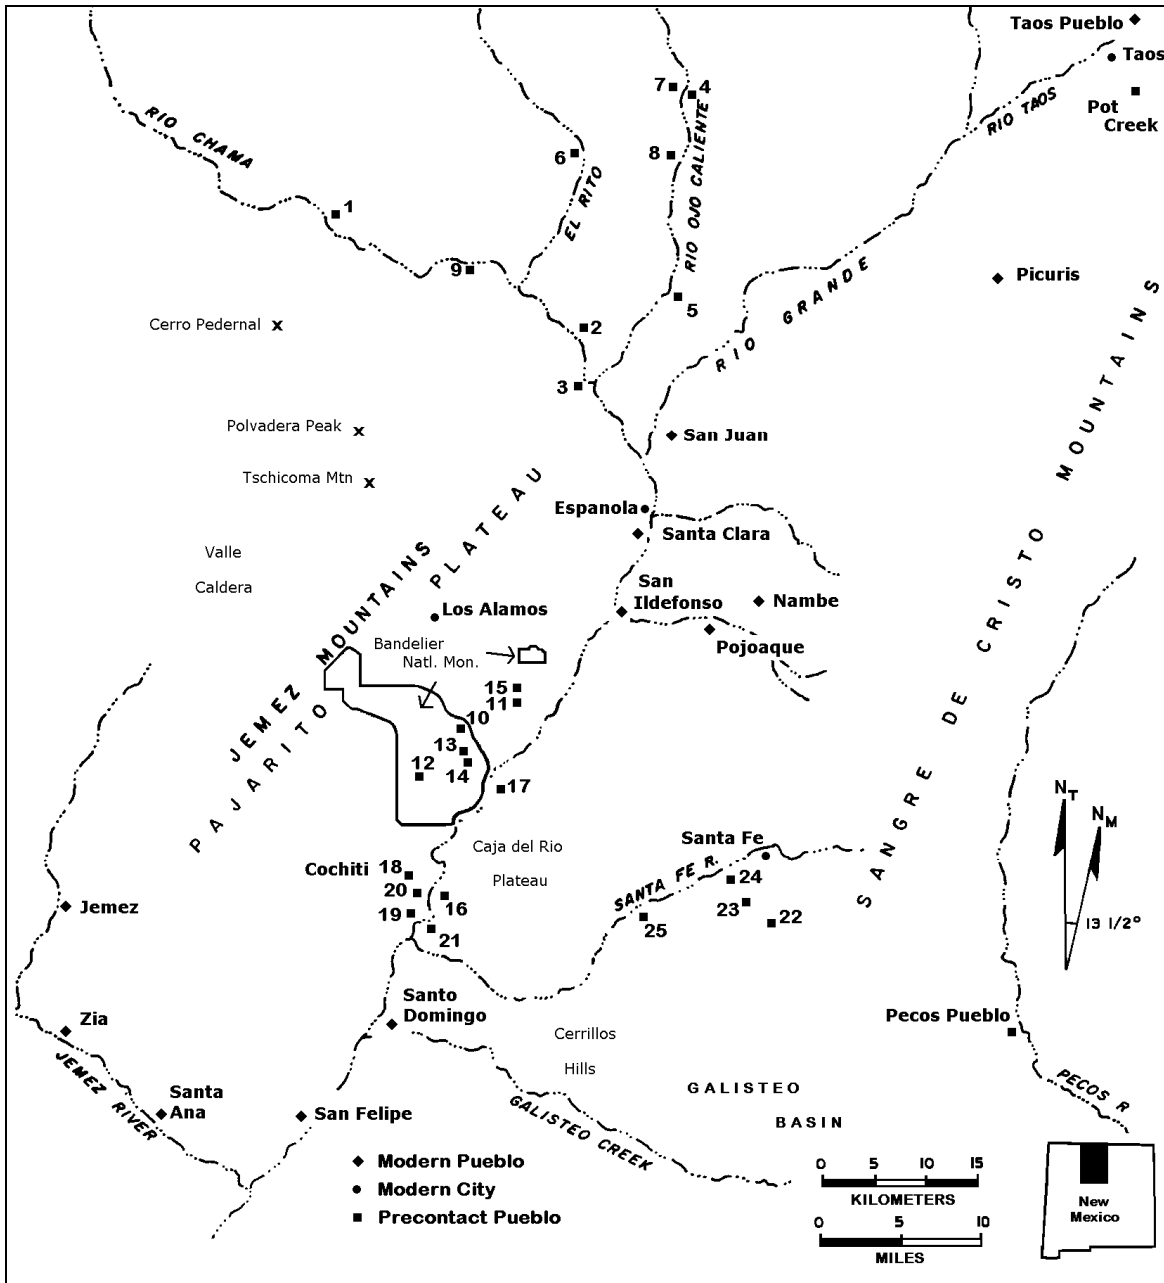 Taos Pueblo
Taos
Pot
Creek
RIO TAOS
7
4
RIO CHAMA
6
8
RIO OJO CALIENTE
EL RITO
1
9
5
Picuris
RIO GRANDE
Cerro Pedernal x
2
3
Polvadera Peak x
San Juan
Tschicoma Mtn x
Espanola
Santa Clara
Valle
Caldera
JEMEZ MOUNTAINS
PAJARITO PLATEAU
SANGRE DE CRISTO MOUNTAINS
San
Ildefonso
Nambe
Los Alamos
Pojoaque
Bandelier
Natl. Mon.
15
11
10
13
12
14
17
NT
NM
13 1/2°
Santa Fe
Caja del Rio
Plateau
SANTA FE R.
Cochiti
18
20
16
19
21
24
23
22
25
Jemez
Santo
Domingo
Zia
Pecos Pueblo
Cerrillos
Hills
JEMEZ RIVER
Santa
Ana
San Felipe
GALISTEO
BASIN
GALISTEO CREEK
PECOS R
Modern Pueblo
Modern City
Precontact Pueblo
0 5 10 15
KILOMETERS
0 5 10
MILES
New
Mexico